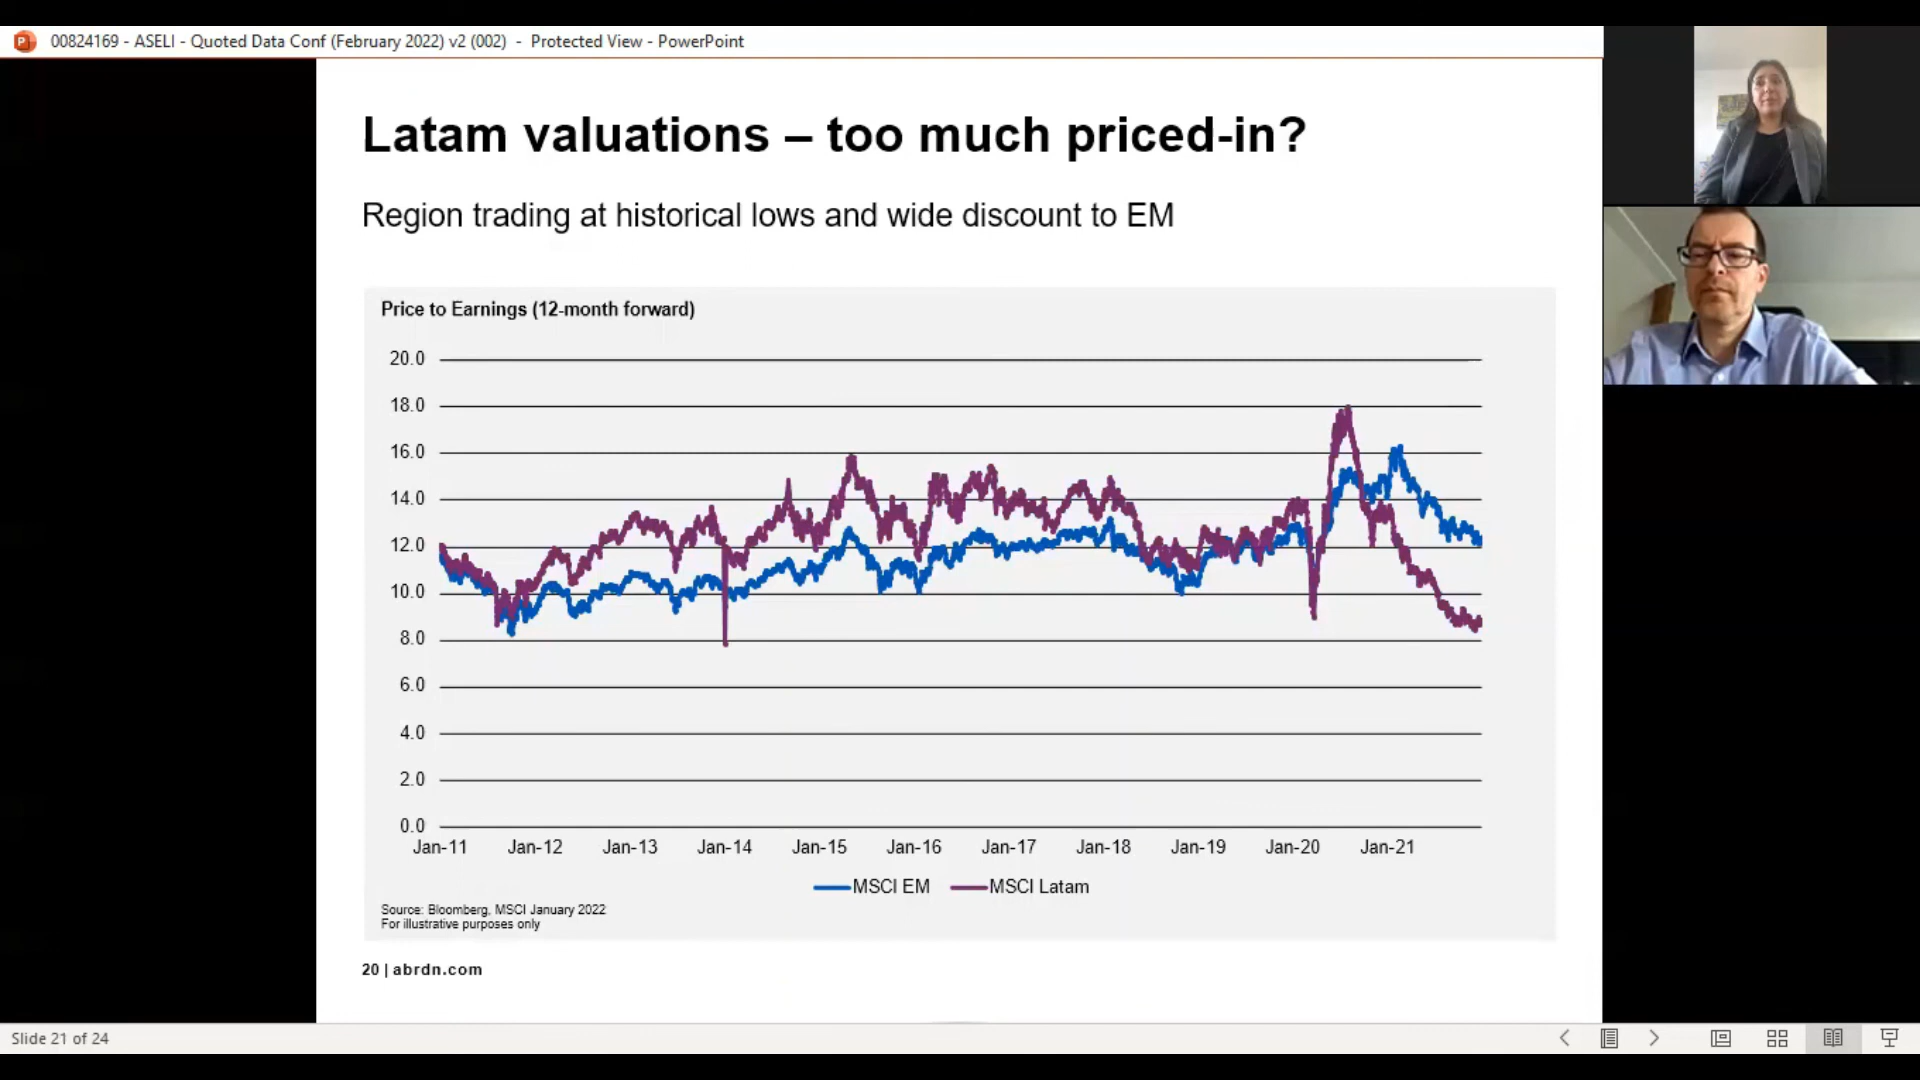 00824169 - ASELI - Quoted Data Conf (February 2022) v2 (002) - Protected View - PowerPoint
Latam valuations – too much priced-in?
Region trading at historical lows and wide discount to EM
Price to Earnings (12-month forward)
20.0
18.0
16.0
14.0
12.0
10.0
8.0
6.0
4.0
2.0
0.0
Jan-11 Jan-12 Jan-13 Jan-14 Jan-15 Jan-16 Jan-17 Jan-18 Jan-19 Jan-20 Jan-21
MSCI EM MSCI Latam
Source: Bloomberg, MSCI January 2022
For illustrative purposes only
20 | abrdn.com
Slide 21 of 24